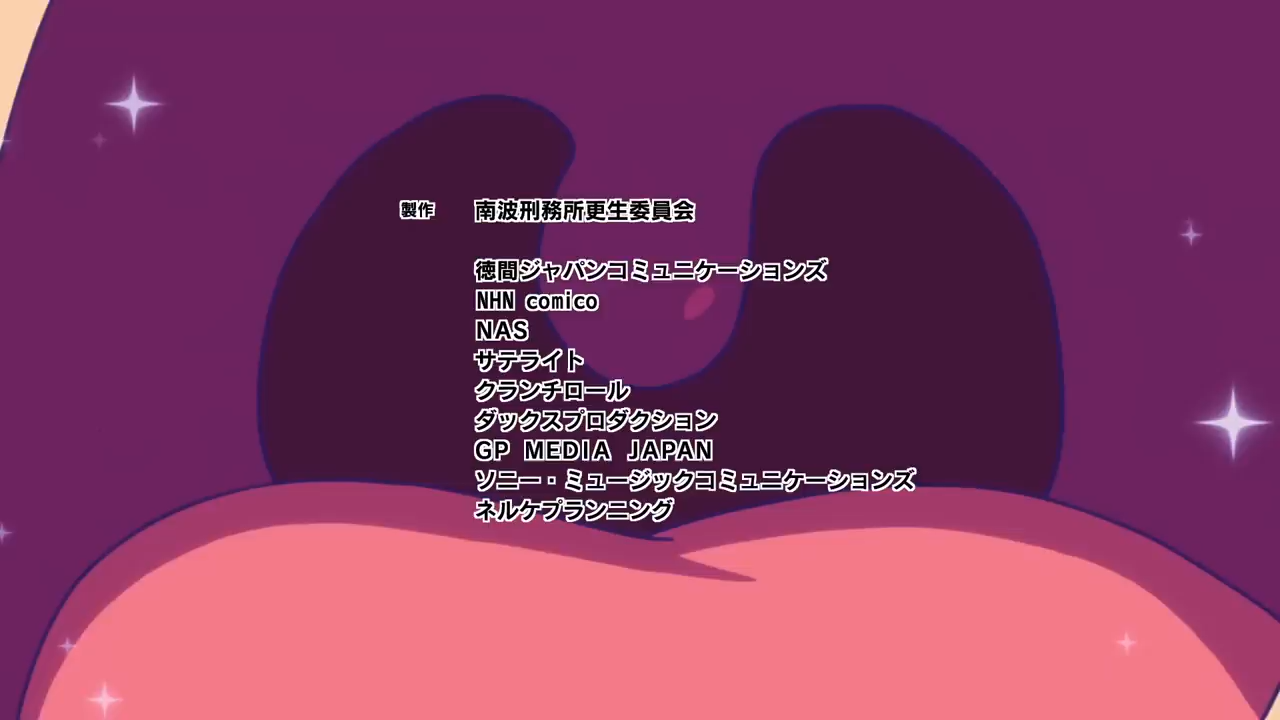 製作 南波刑務所更生委員会
徳間ジャパンコミュニケーションズ
NHN comico
NAS
サテライト
クランチロール
ダックスプロダクション
GP MEDIA JAPAN
ソニー・ミュージックコミュニケーションズ
ネルケプランニング